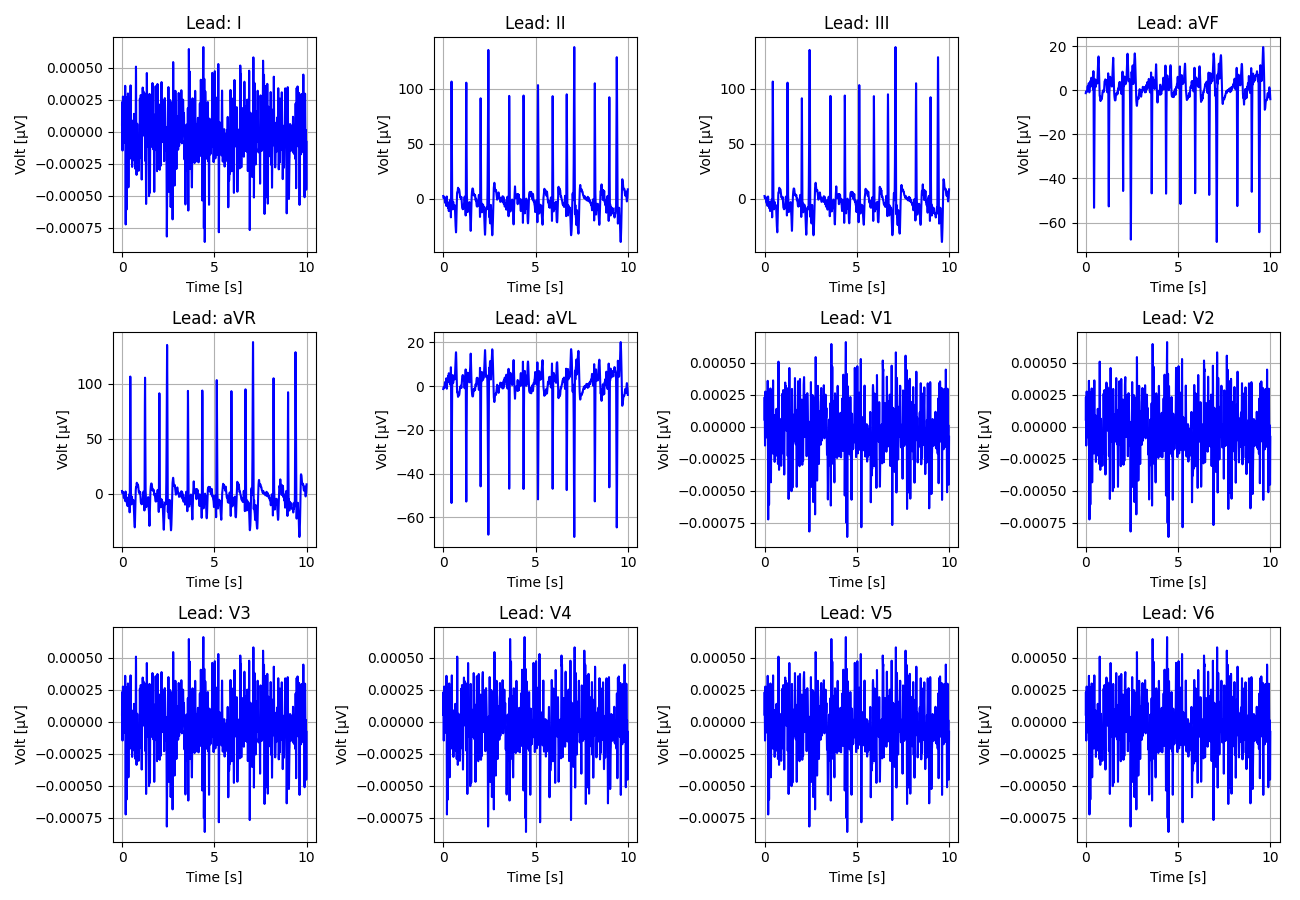 Lead: I
Lead: II
Lead: III
Lead: aVF
0.00050
0.00025
0.00000
−0.00025
−0.00050
−0.00075
Volt [µV]
0
5
10
Time [s]
100
50
0
Volt [µV]
0
5
10
Time [s]
100
50
0
Volt [µV]
0
5
10
Time [s]
20
0
−20
−40
−60
Volt [µV]
0
5
10
Time [s]
Lead: aVR
Lead: aVL
Lead: V1
Lead: V2
100
50
0
Volt [µV]
0
5
10
Time [s]
20
0
−20
−40
−60
Volt [µV]
0
5
10
Time [s]
0.00050
0.00025
0.00000
−0.00025
−0.00050
−0.00075
Volt [µV]
0
5
10
Time [s]
0.00050
0.00025
0.00000
−0.00025
−0.00050
−0.00075
Volt [µV]
0
5
10
Time [s]
Lead: V3
Lead: V4
Lead: V5
Lead: V6
0.00050
0.00025
0.00000
−0.00025
−0.00050
−0.00075
Volt [µV]
0
5
10
Time [s]
0.00050
0.00025
0.00000
−0.00025
−0.00050
−0.00075
Volt [µV]
0
5
10
Time [s]
0.00050
0.00025
0.00000
−0.00025
−0.00050
−0.00075
Volt [µV]
0
5
10
Time [s]
0.00050
0.00025
0.00000
−0.00025
−0.00050
−0.00075
Volt [µV]
0
5
10
Time [s]